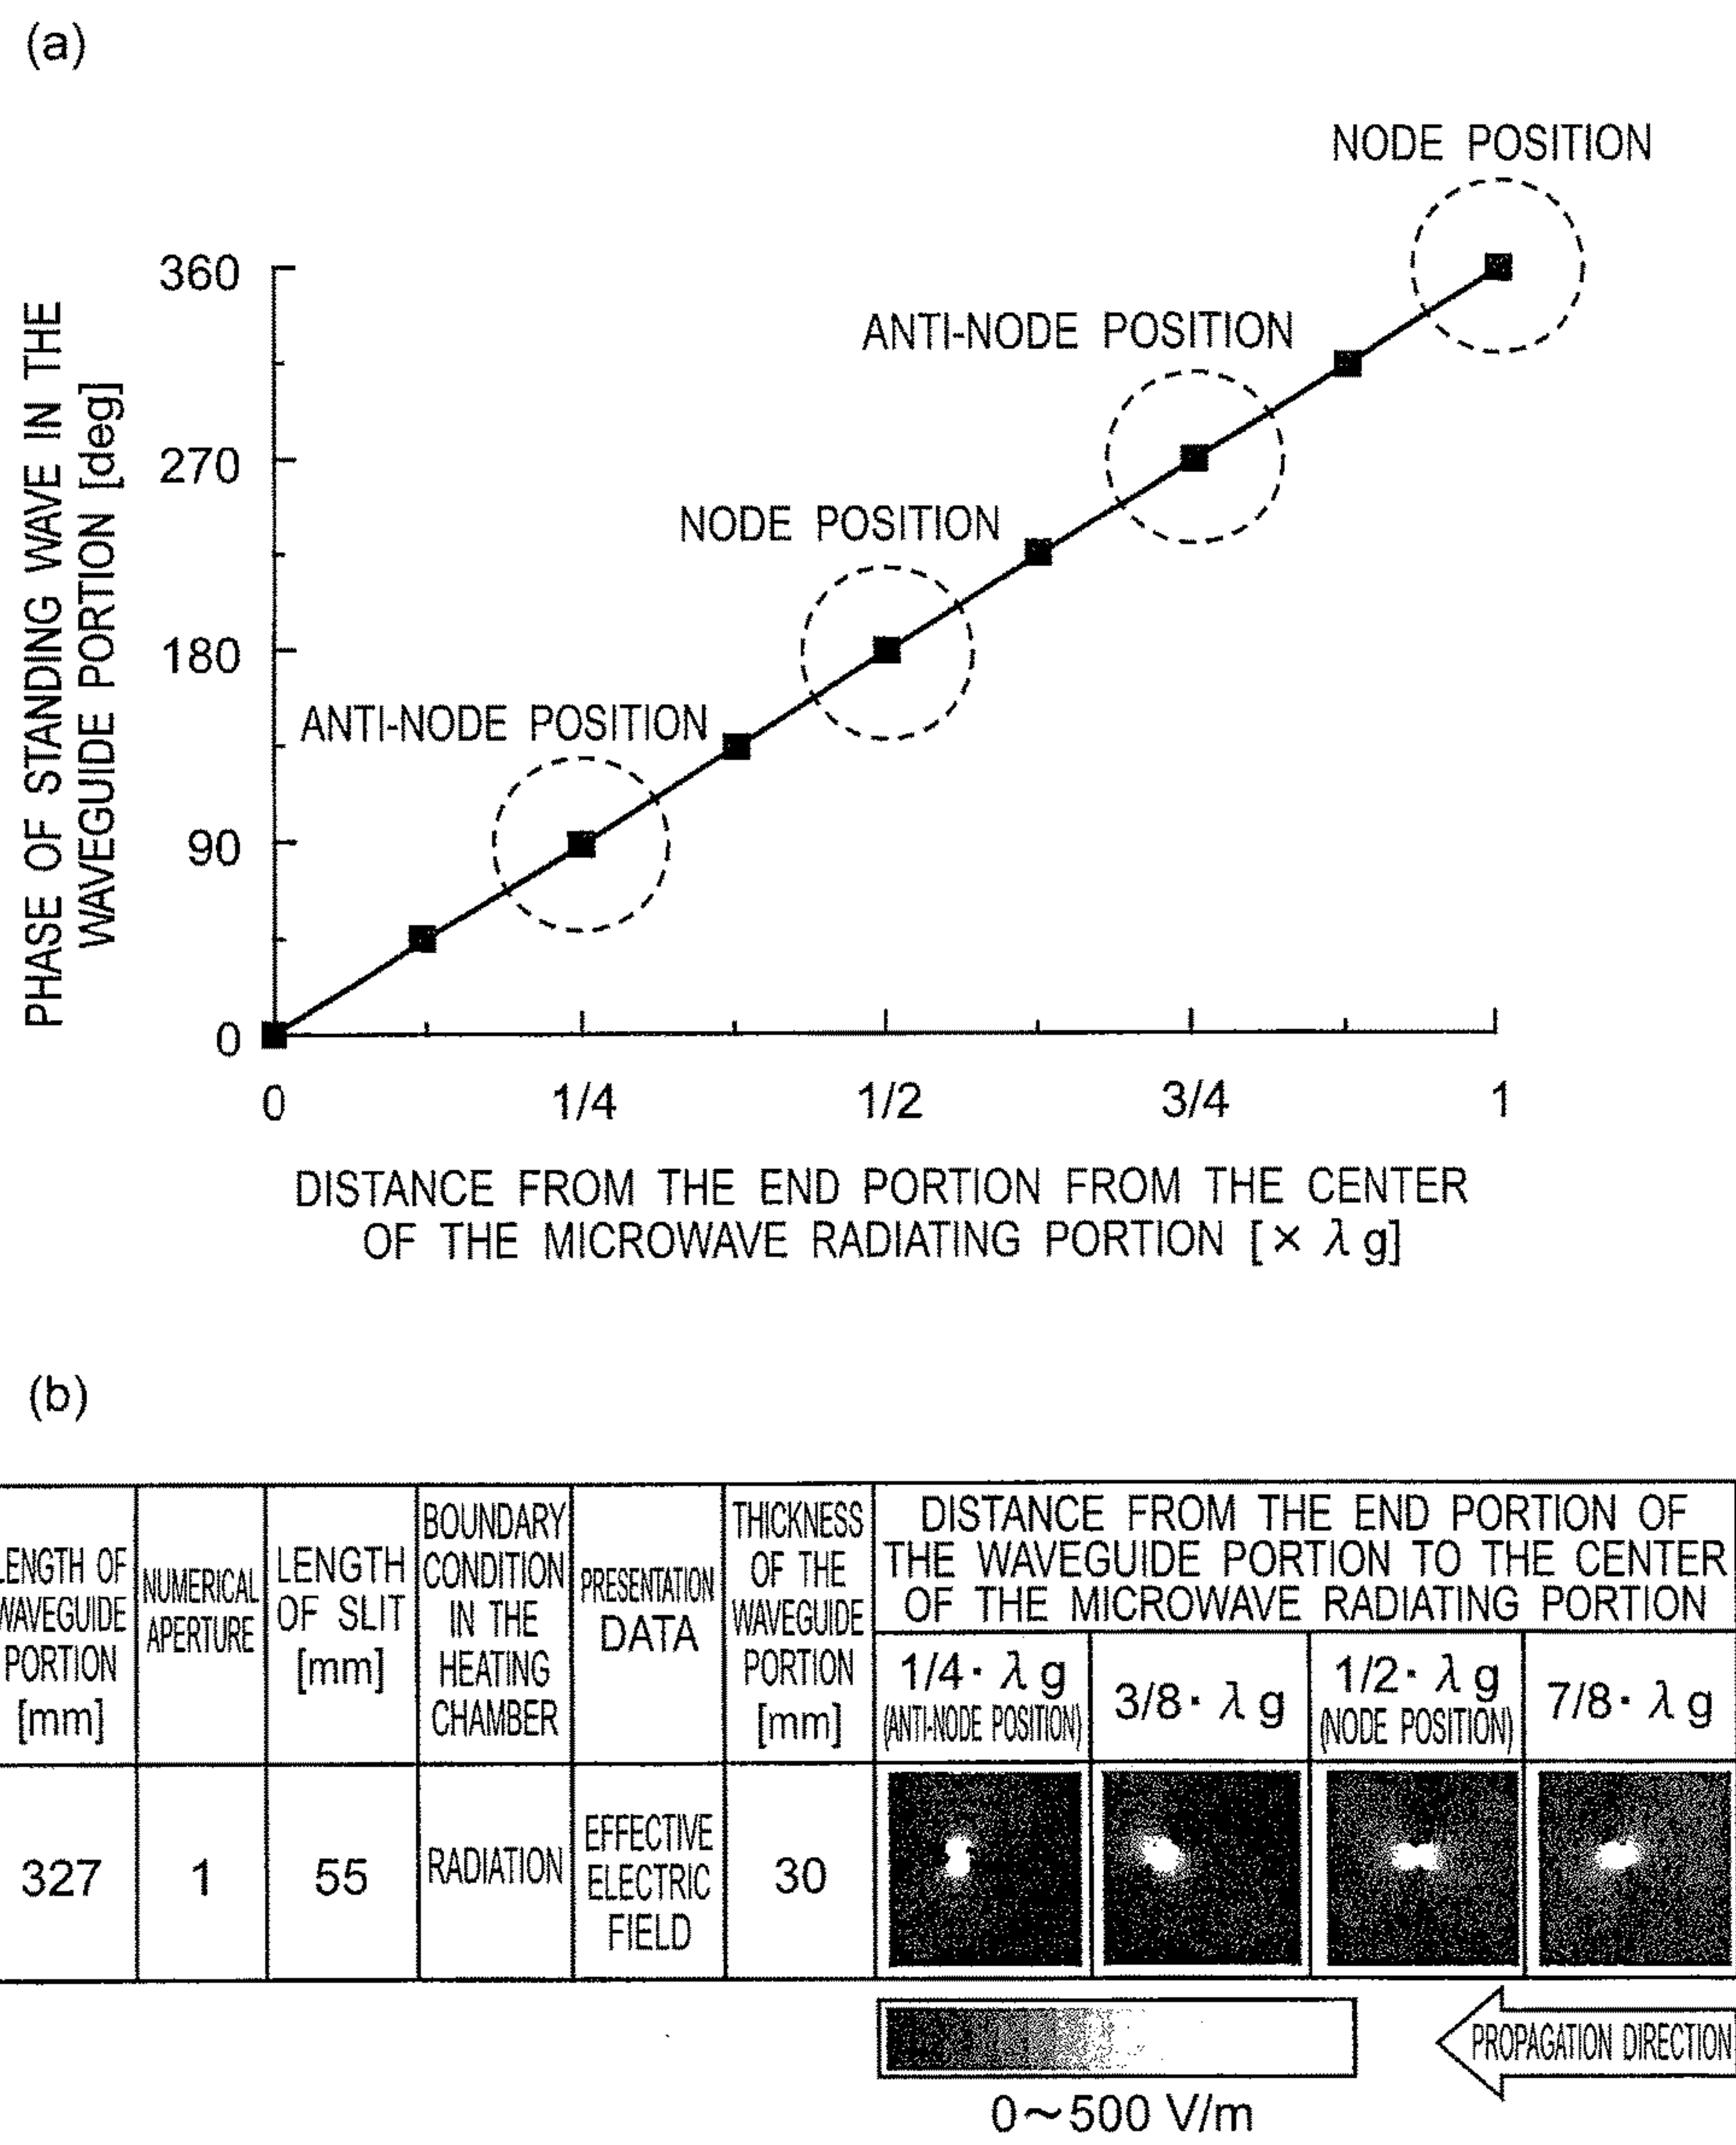 (a)
NODE POSITION
360
ANTI-NODE POSITION
270
NODE POSITION
180
ANTI-NODE POSITION
90
0
PHASE OF STANDING WAVE IN THE
WAVEGUIDE PORTION [deg]
0
1/4
1/2
3/4
1
DISTANCE FROM THE END PORTION FROM THE CENTER
OF THE MICROWAVE RADIATING PORTION [× λg]
(b)
LENGTH OF
WAVEGUIDE
PORTION
[mm]
NUMERICAL
APERTURE
LENGTH
OF SLIT
[mm]
BOUNDARY
CONDITION
IN THE
HEATING
CHAMBER
PRESENTATION
DATA
THICKNESS
OF THE
WAVEGUIDE
PORTION
[mm]
DISTANCE FROM THE END PORTION OF
THE WAVEGUIDE PORTION TO THE CENTER
OF THE MICROWAVE RADIATING PORTION
1/4・λg
(ANTI-NODE POSITION)
3/8・λg
1/2・λg
(NODE POSITION)
7/8・λg
327
1
55
RADIATION
EFFECTIVE
ELECTRIC
FIELD
30
PROPAGATION DIRECTION
0~500 V/m